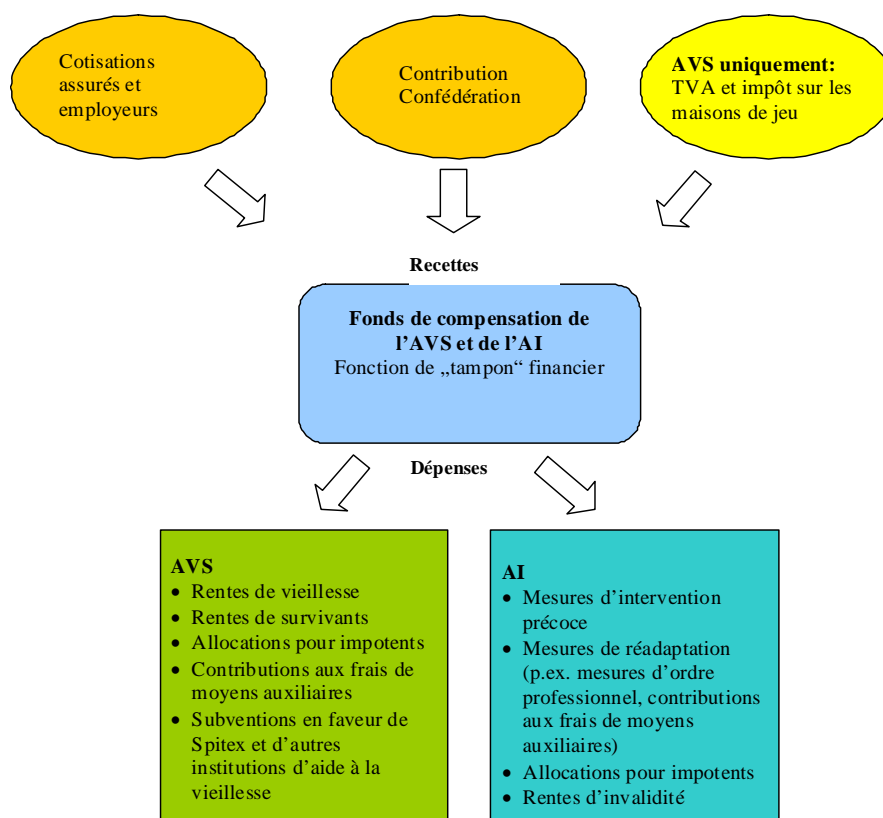 Cotisations
assurés et
employeurs
Contribution
Confédération
AVS uniquement:
TVA et impôt sur les
maisons de jeu
Recettes
Fonds de compensation de
l’AVS et de l’AI
Fonction de „tampon“ financier
Dépenses
AVS
• Rentes de vieillesse
• Rentes de survivants
• Allocations pour impotents
• Contributions aux frais de
moyens auxiliaires
• Subventions en faveur de
Spitex et d’autres
institutions d’aide à la
vieillesse
AI
• Mesures d’intervention
précoce
• Mesures de réadaptation
(p.ex. mesures d’ordre
professionnel, contributions
aux frais de moyens
auxiliaires)
• Allocations pour impotents
• Rentes d’invalidité